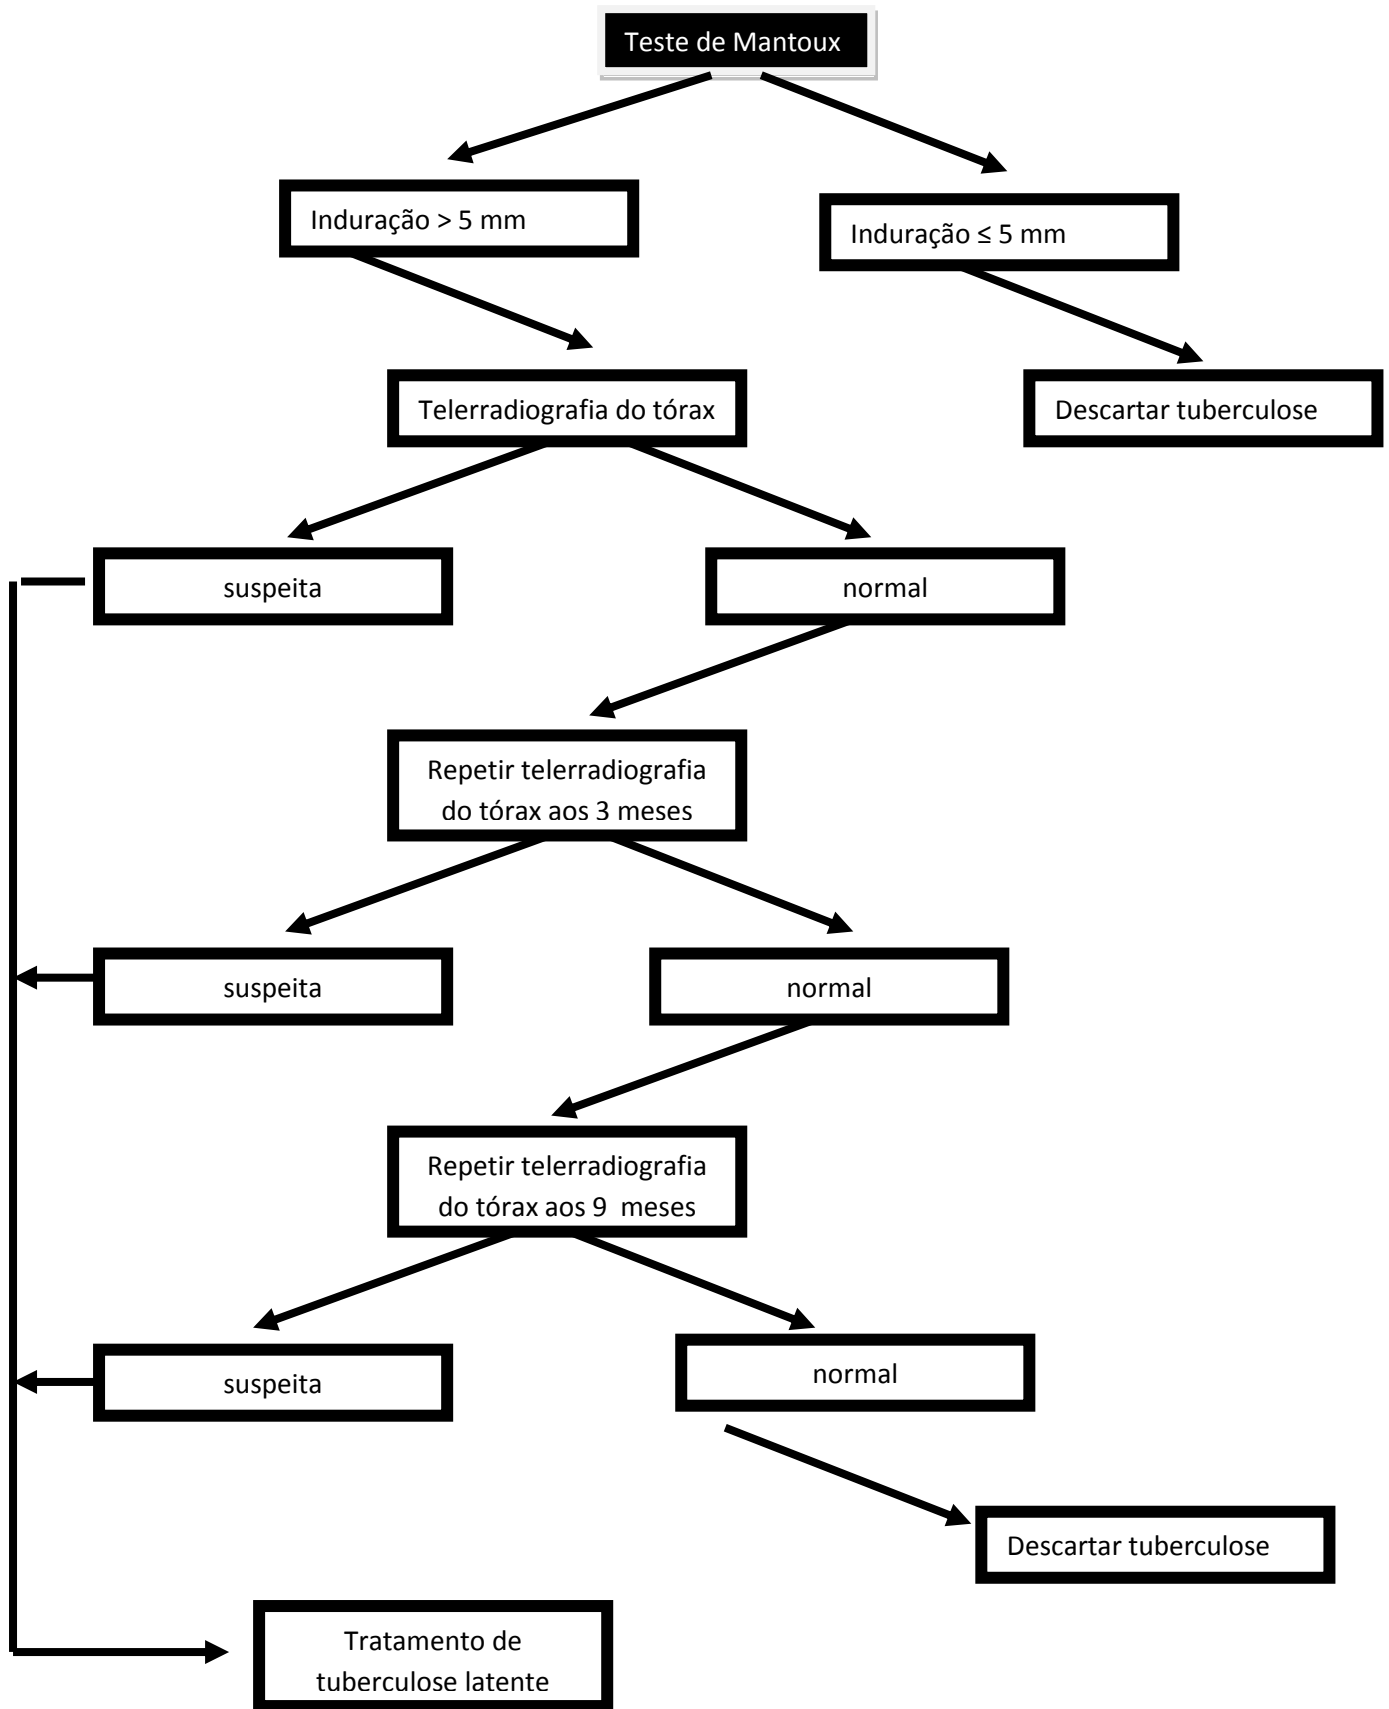 Teste de Mantoux
Induração > 5 mm
Induração ≤ 5 mm
Telerradiografia do tórax
Descartar tuberculose
suspeita
normal
Repetir telerradiografia
do tórax aos 3 meses
suspeita
normal
Repetir telerradiografia
do tórax aos 9 meses
suspeita
normal
Descartar tuberculose
Tratamento de
tuberculose latente